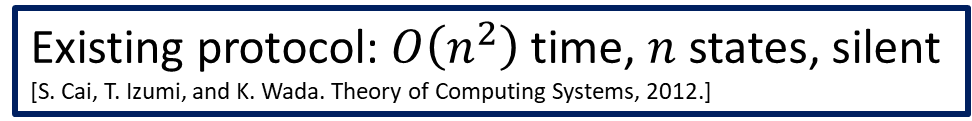 Existing protocol: O(n²) time, n states, silent
[S. Cai, T. Izumi, and K. Wada. Theory of Computing Systems, 2012.]